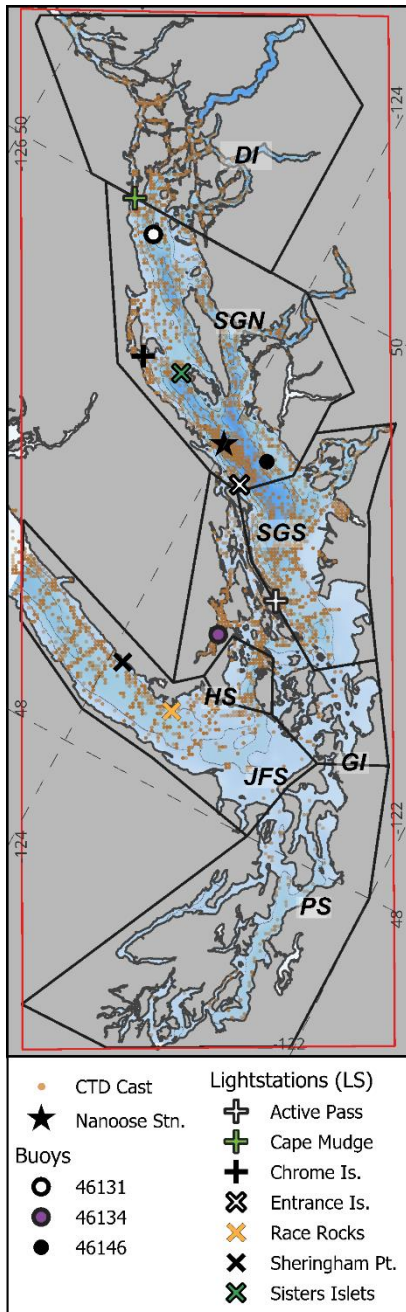 -126 50
-124
DI
SGN
50
SGS
HS
48
JFS
GI
124
-122
PS
48
-122
CTD Cast
Nanoose Stn.
Buoys
46131
46134
46146
Lightstations (LS)
Active Pass
Cape Mudge
Chrome Is.
Entrance Is.
Race Rocks
Sheringham Pt.
Sisters Islets